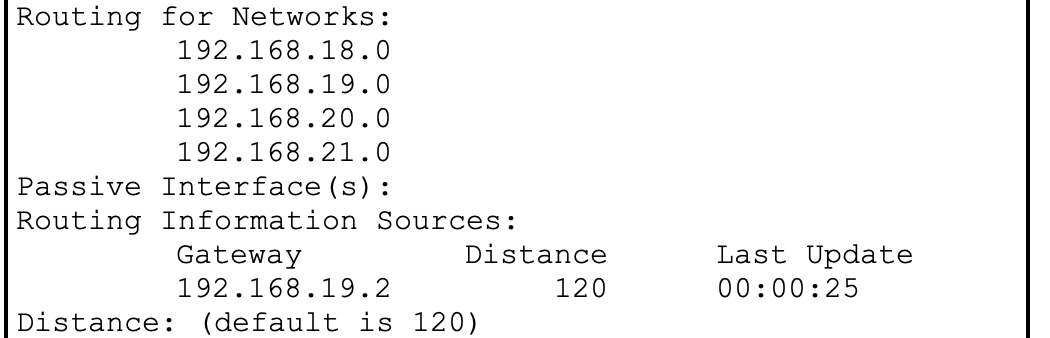 Routing for Networks:
192.168.18.0
192.168.19.0
192.168.20.0
192.168.21.0
Passive Interface(s):
Routing Information Sources:
Gateway Distance Last Update
192.168.19.2 120 00:00:25
Distance: (default is 120)